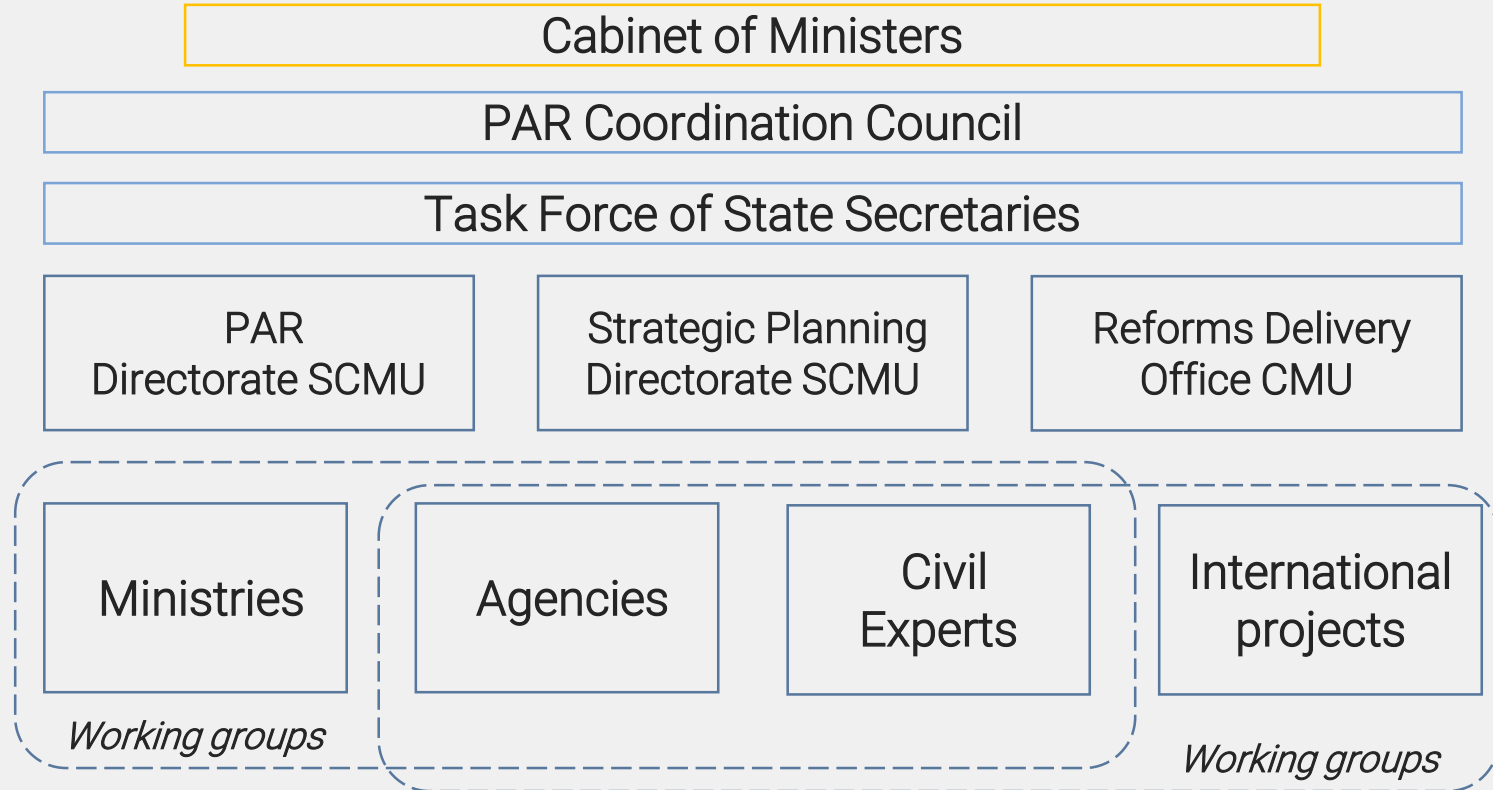 Cabinet of Ministers
PAR Coordination Council
Task Force of State Secretaries
PAR
Directorate SCMU
Strategic Planning
Directorate SCMU
Reforms Delivery
Office CMU
Ministries
Agencies
Civil
Experts
International
projects
Working groups
Working groups